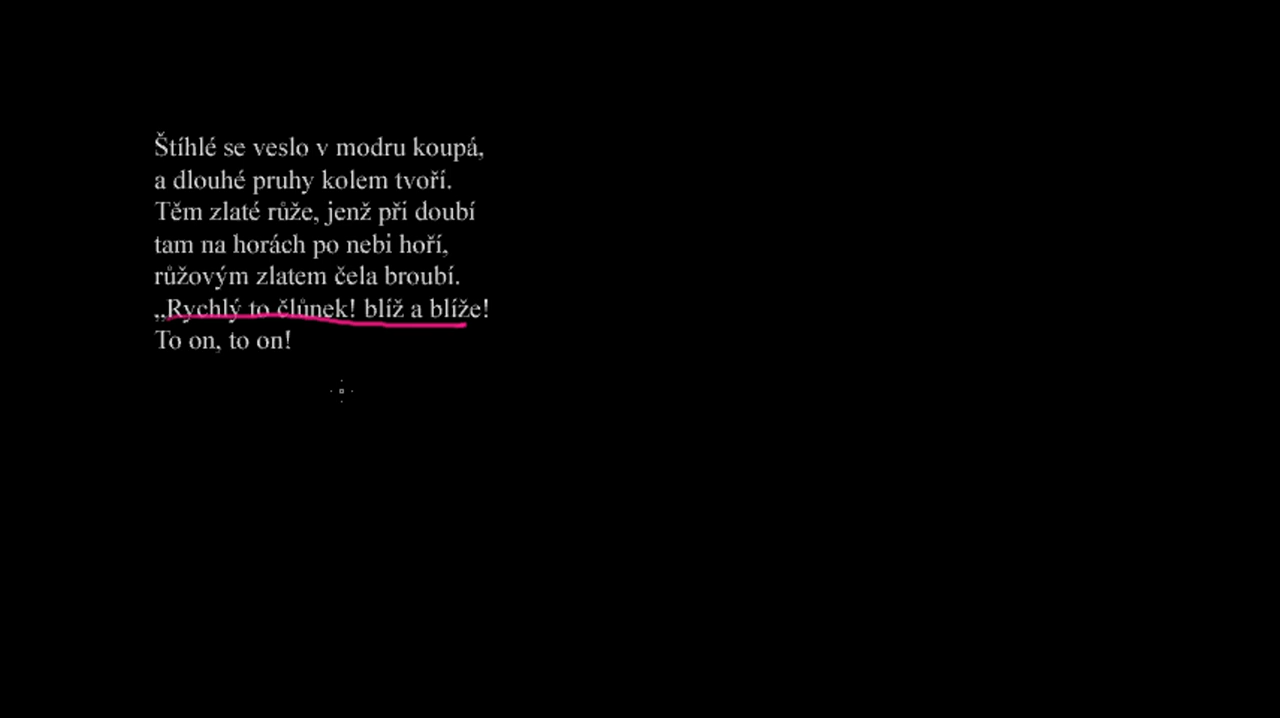 Štíhlé se veslo v modru koupá,
a dlouhé pruhy kolem tvoří.
Těm zlaté růže, jenž při doubí
tam na horách po nebi hoří,
růžovým zlatem čela broubí.
„Rychlý to člůnek! blíž a blíže!
To on, to on!